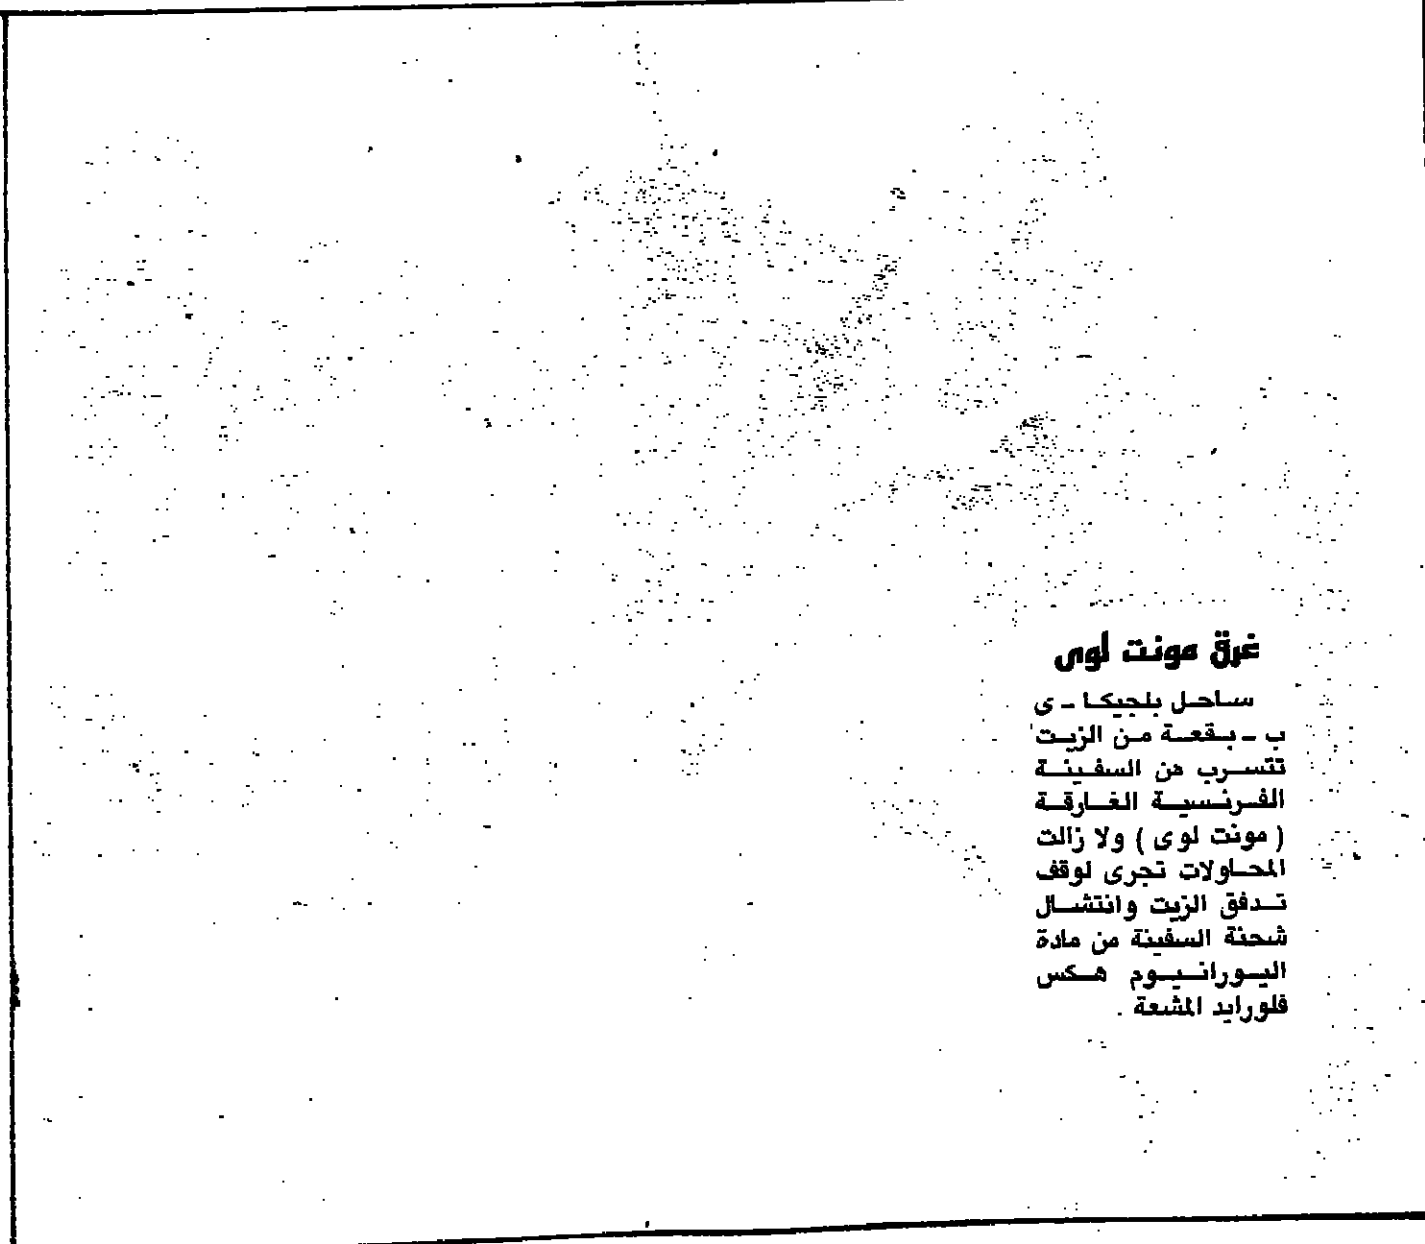 غرق مونت لوى
ساحل بلجيكا - ى
ب - بقعة من الزيت
تتسرب من السفينة
الفرنسية الغارقة
( مونت لوى ) ولا زالت
المحاولات تجرى لوقف
تدفق الزيت وانتشال
شحنة السفينة من مادة
اليورانيوم هكس
فلورايد المشعة .